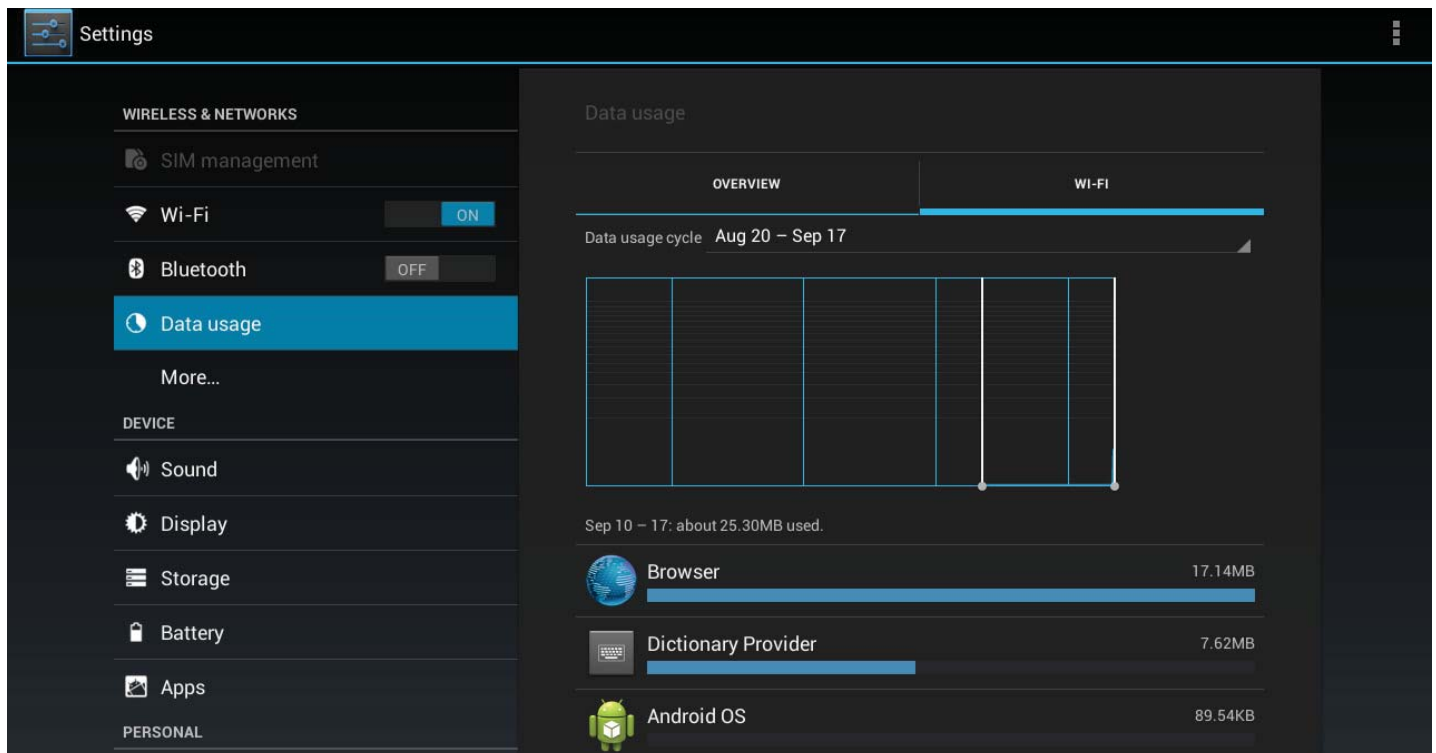 Settings
WIRELESS & NETWORKS
SIM management
Wi-Fi ON
Bluetooth OFF
Data usage
More...
DEVICE
Sound
Display
Storage
Battery
Apps
PERSONAL
Data usage
OVERVIEW WI-FI
Data usage cycle Aug 20 – Sep 17
Sep 10 – 17: about 25.30MB used.
Browser 17.14MB
Dictionary Provider 7.62MB
Android OS 89.54KB